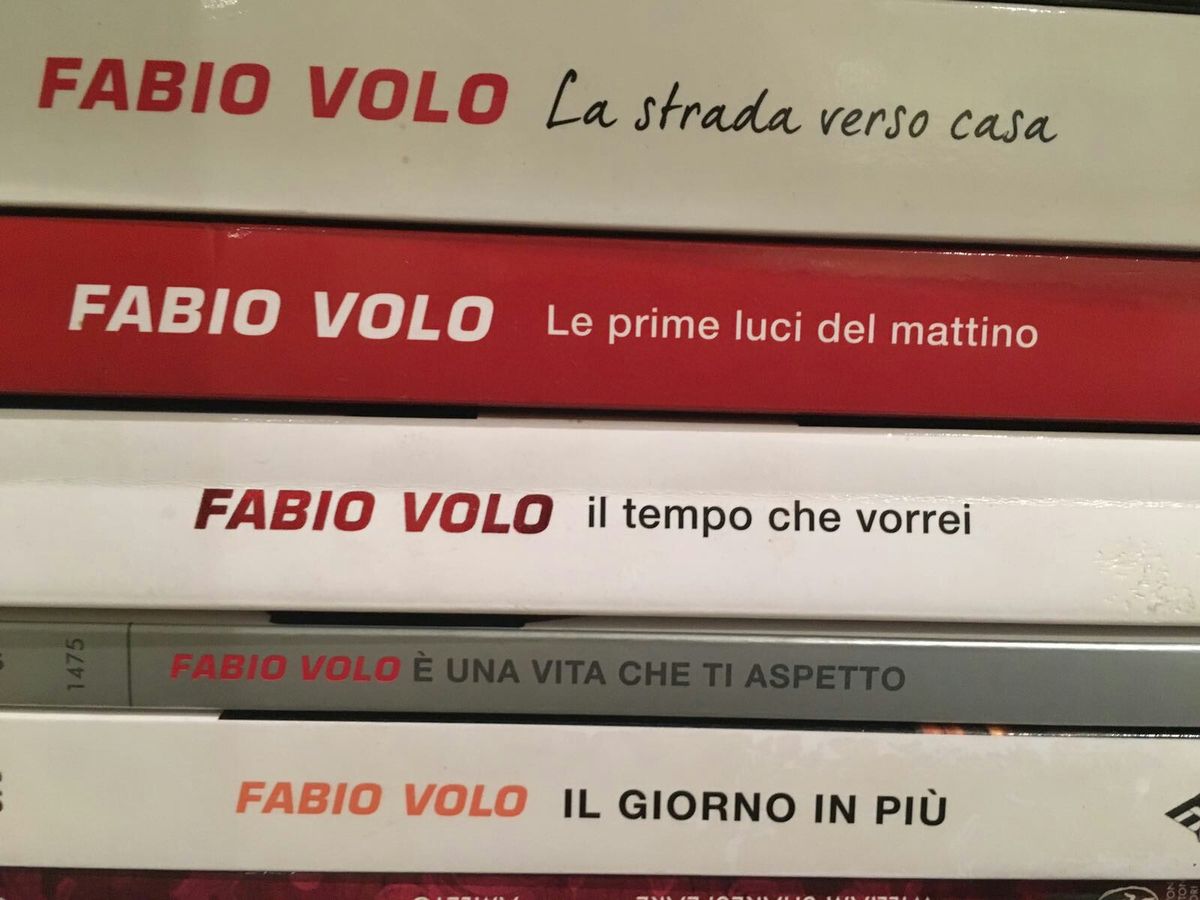 FABIO VOLO La strada verso casa
FABIO VOLO Le prime luci del mattino
FABIO VOLO il tempo che vorrei
1475 FABIO VOLO È UNA VITA CHE TI ASPETTO
FABIO VOLO IL GIORNO IN PIÙ